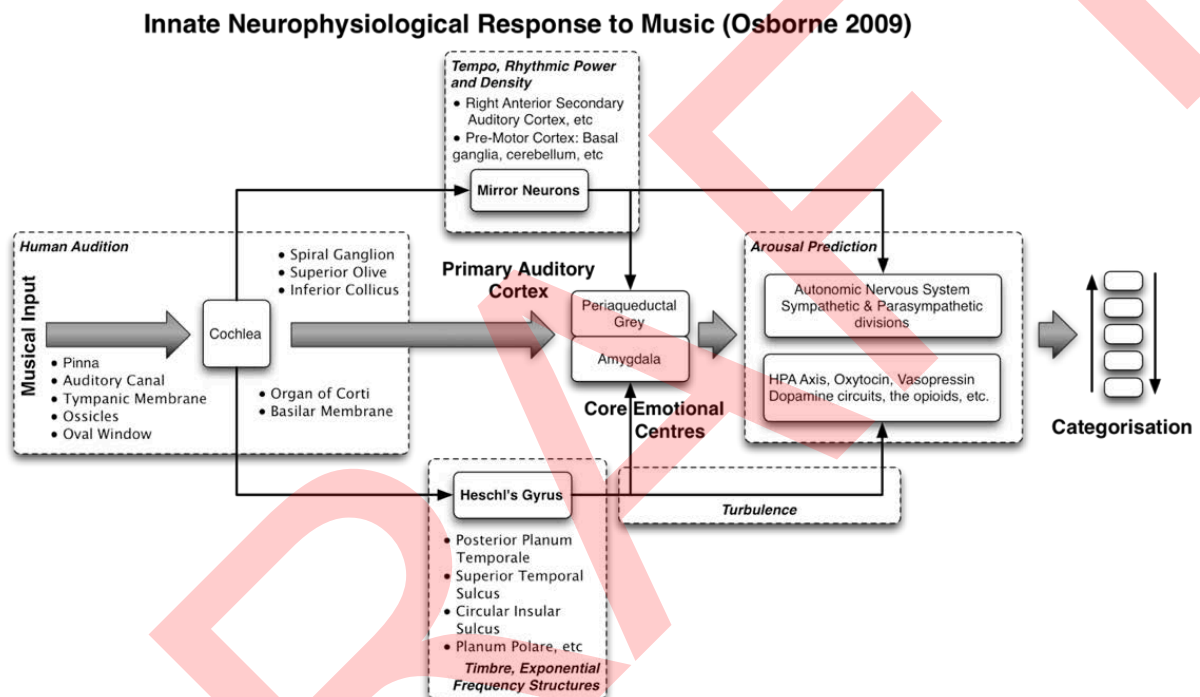 Innate Neurophysiological Response to Music (Osborne 2009)
Tempo, Rhythmic Power
and Density
• Right Anterior Secondary
Auditory Cortex, etc
• Pre-Motor Cortex: Basal
ganglia, cerebellum, etc
Mirror Neurons
Human Audition
Musical Input
• Spiral Ganglion
• Superior Olive
• Inferior Collicus
Cochlea
• Pinna
• Auditory Canal
• Tympanic Membrane
• Ossicles
• Oval Window
• Organ of Corti
• Basilar Membrane
Primary Auditory
Cortex
Periaqueductal
Grey
Amygdala
Core Emotional
Centres
Arousal Prediction
Autonomic Nervous System
Sympathetic & Parasympathetic
divisions
HPA Axis, Oxytocin, Vasopressin
Dopamine circuits, the opioids, etc.
Categorisation
Heschl's Gyrus
• Posterior Planum
Temporale
• Superior Temporal
Sulcus
• Circular Insular
Sulcus
• Planum Polare, etc
Timbre, Exponential
Frequency Structures
Turbulence
DRAFT